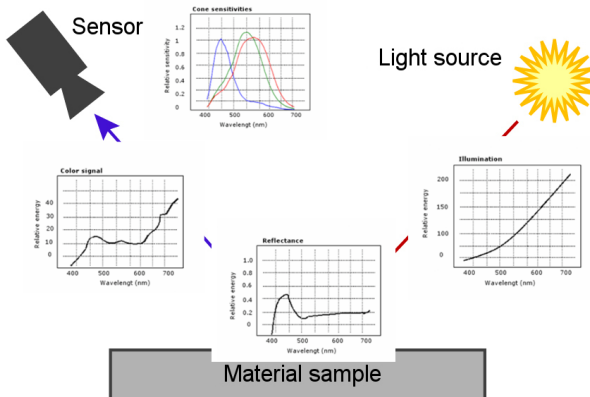 Cone sensitivities
Sensor
Light source
Relative sensitivity
1.2
1.0
0.8
0.6
0.4
0.2
0
400 500 600 700
Wavelengt (nm)
Color signal
Relative energy
40
30
20
10
0
400 500 600 700
Wavelengt (nm)
Illumination
Relative energy
200
150
100
0
400 500 600 700
Wavelengt (nm)
Reflectance
Relative energy
1.0
0.8
0.6
0.4
0.2
0
400 500 600 700
Wavelengt (nm)
Material sample